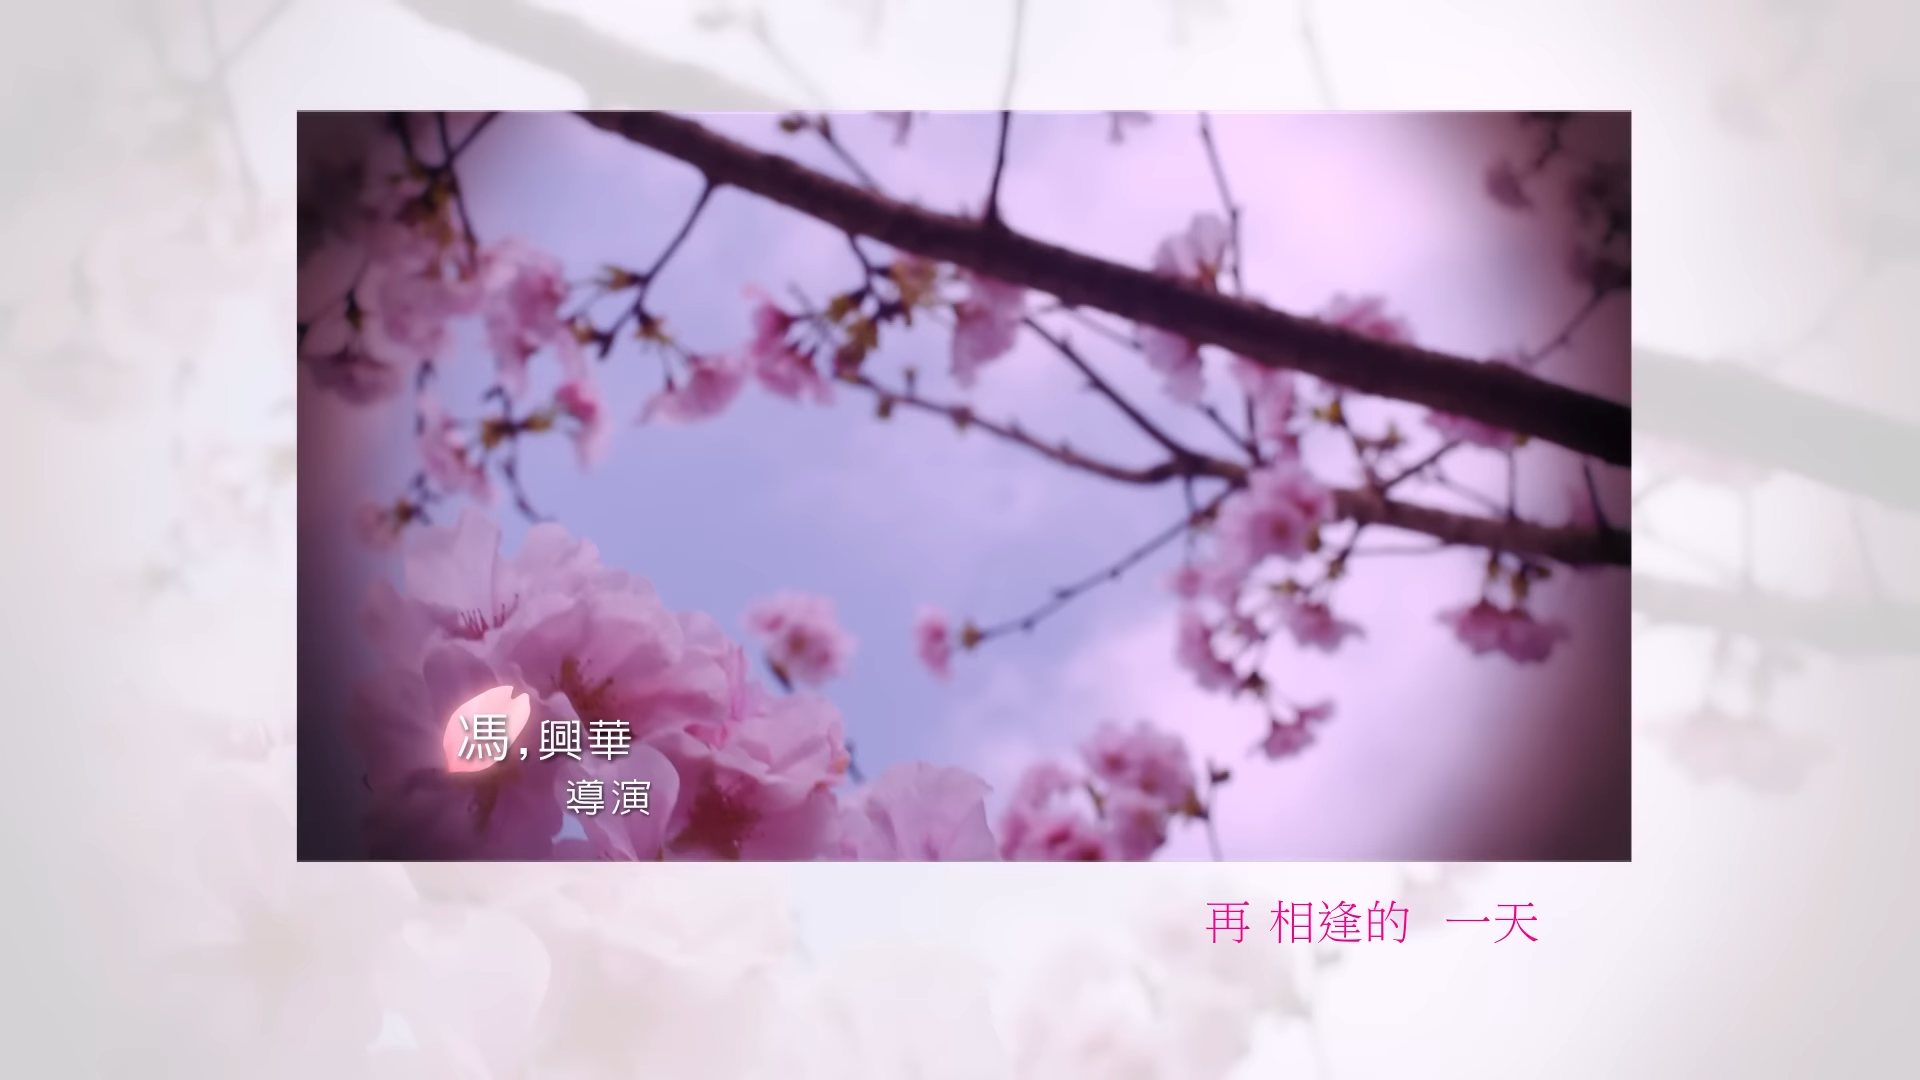 馮,興華
導演
再 相逢的 一天